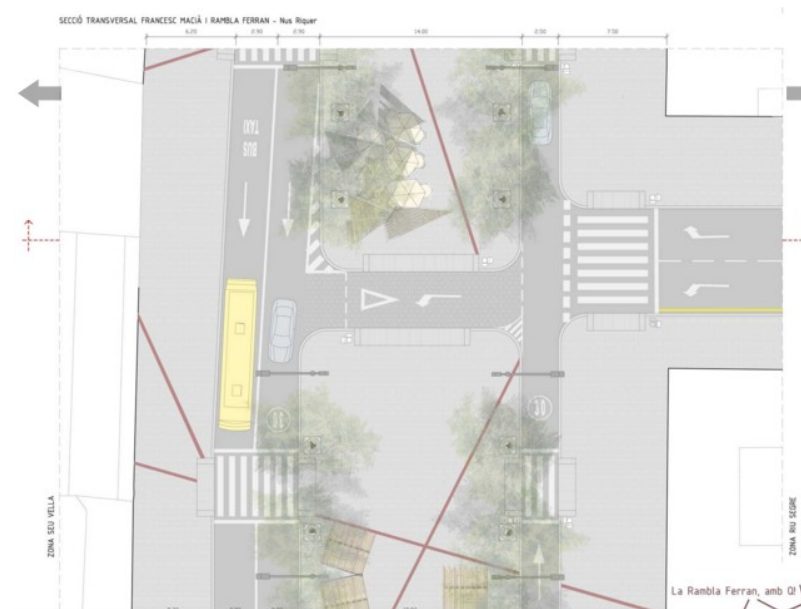 SECCIÓ TRANSVERSAL FRANCESC MACIÀ I RAMBLA FERRAN - Nus Riquer
6.20 2.90 2.90 14.00 2.50 7.50
BUS
TAXI
30
30
ZONA SEU VELLA
ZONA RIU SEGRE
La Rambla Ferran, amb Q!